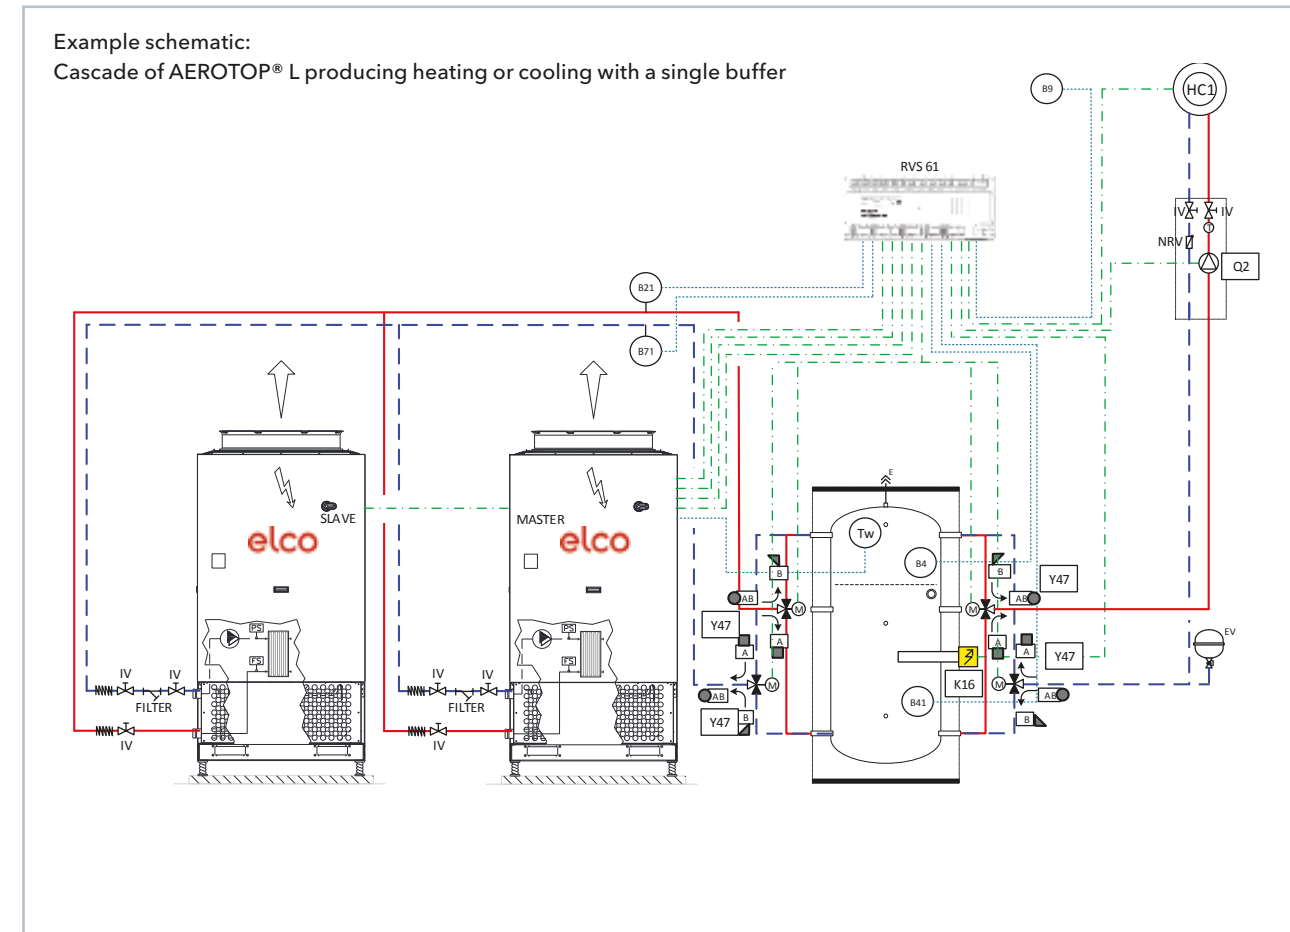 Example schematic:
Cascade of AEROTOP® L producing heating or cooling with a single buffer
B9
HC1
RVS 61
IV
IV
T
NRV
Q2
B21
B71
E
SLAVE
MASTER
elco
elco
Tw
B4
B
B
Y47
AB
AB
M
M
Y47
A
A
EV
PS
PS
A
A
Y47
FS
FS
K16
IV
IV
IV
IV
M
M
AB
AB
FILTER
FILTER
B41
Y47
B
B
IV
IV